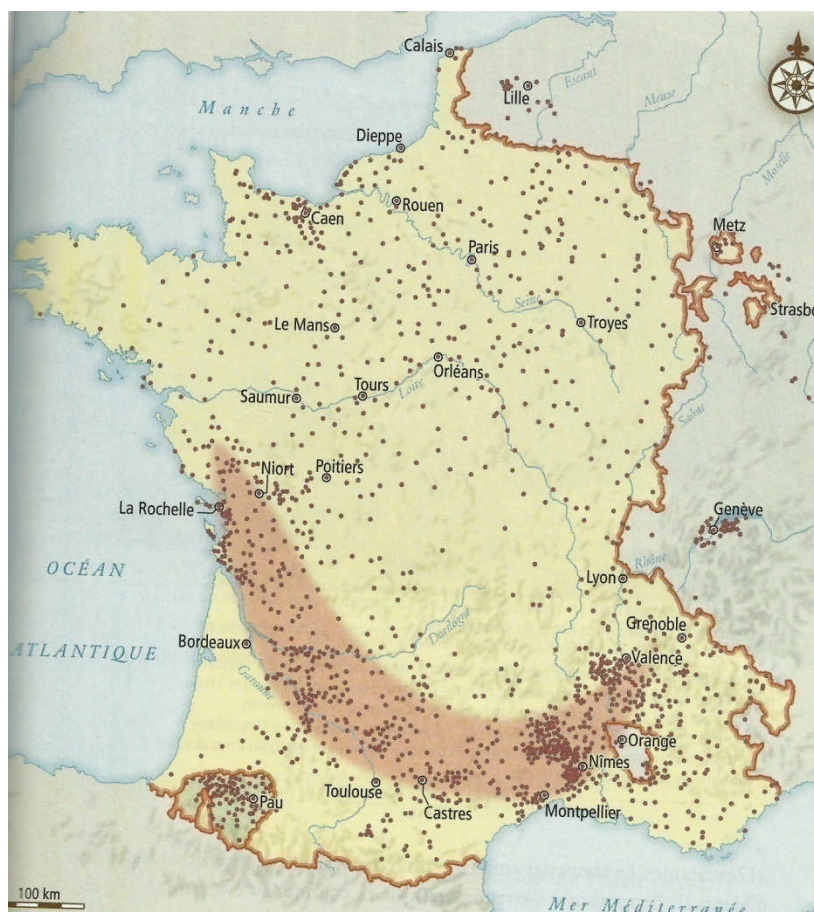 Calais
Lille
Escaut
Meuse
Moselle
Manche
Dieppe
Rouen
Caen
Paris
Metz
Seine
Strasbo
Le Mans
Troyes
Orléans
Saumur
Tours
Loire
Saône
Niort
Poitiers
La Rochelle
Genève
OCÉAN
Rhône
Lyon
ATLANTIQUE
Bordeaux
Dordogne
Grenoble
Valence
Garonne
Orange
Nîmes
Pau
Toulouse
Castres
Montpellier
100 km
Mer Méditerranée